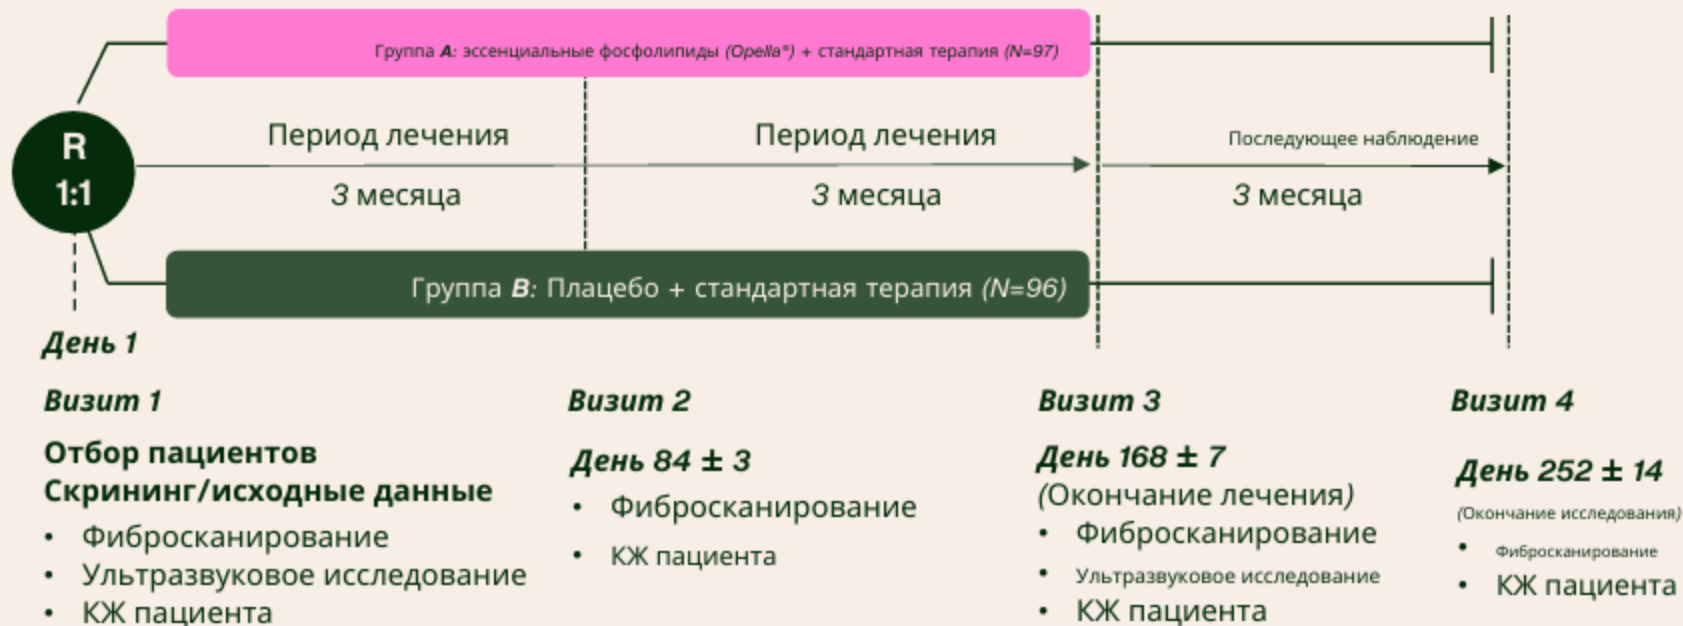 Группа A: эссенциальные фосфолипиды (Opella®) + стандартная терапия (N=97)
R
1:1
Период лечения
3 месяца
Период лечения
3 месяца
Последующее наблюдение
3 месяца
Группа B: Плацебо + стандартная терапия (N=96)
День 1
Визит 1
Отбор пациентов
Скрининг/исходные данные
• Фибросканирование
• Ультразвуковое исследование
• КЖ пациента
Визит 2
День 84 ± 3
• Фибросканирование
• КЖ пациента
Визит 3
День 168 ± 7
(Окончание лечения)
• Фибросканирование
• Ультразвуковое исследование
• КЖ пациента
Визит 4
День 252 ± 14
(Окончание исследования)
• Фибросканирование
• КЖ пациента